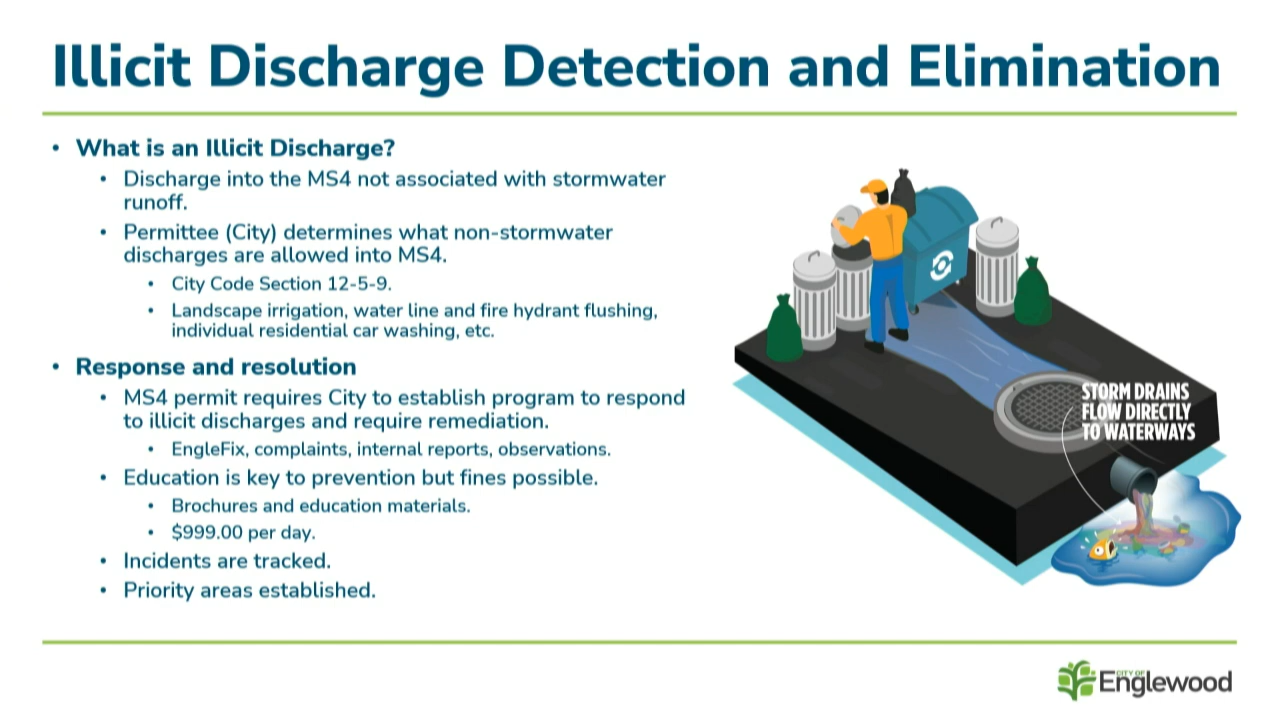 Illicit Discharge Detection and Elimination
• What is an Illicit Discharge?
• Discharge into the MS4 not associated with stormwater
runoff.
• Permittee (City) determines what non-stormwater
discharges are allowed into MS4.
• City Code Section 12-5-9.
• Landscape irrigation, water line and fire hydrant flushing,
individual residential car washing, etc.
• Response and resolution
• MS4 permit requires City to establish program to respond
to illicit discharges and require remediation.
• EngleFix, complaints, internal reports, observations.
• Education is key to prevention but fines possible.
• Brochures and education materials.
• $999.00 per day.
• Incidents are tracked.
• Priority areas established.
STORM DRAINS
FLOW DIRECTLY
TO WATERWAYS
CITY OF
Englewood